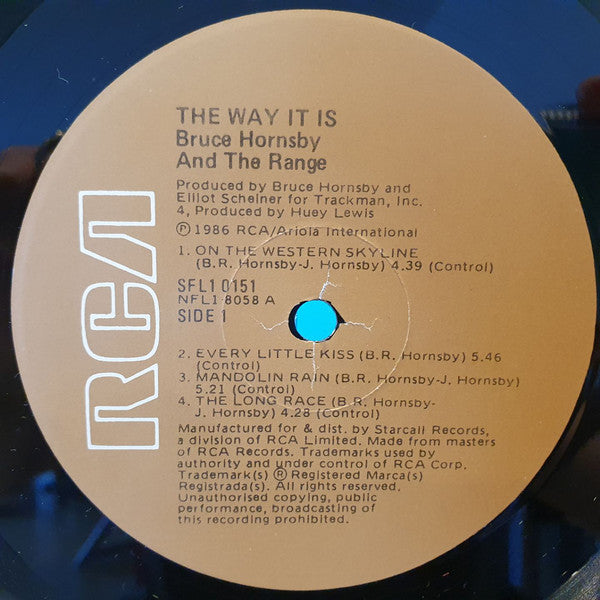 RCA
THE WAY IT IS
Bruce Hornsby
And The Range
Produced by Bruce Hornsby and
Elliot Scheiner for Trackman, Inc.
4, Produced by Huey Lewis
Ⓟ 1986 RCA/Ariola International
1. ON THE WESTERN SKYLINE
(B.R. Hornsby-J. Hornsby) 4.39 (Control)
SFL1 0151
NFL1 8058 A
SIDE 1
2. EVERY LITTLE KISS (B.R. Hornsby) 5.46
(Control)
3. MANDOLIN RAIN (B.R. Hornsby-J. Hornsby)
5.21 (Control)
4. THE LONG RACE (B.R. Hornsby-
J. Hornsby) 4.28 (Control)
Manufactured for & dist. by Starcall Records,
a division of RCA Limited. Made from masters
of RCA Records. Trademarks used by
authority and under control of RCA Corp.
Trademark(s) ® Registered Marca(s)
Registrada(s). All rights reserved.
Unauthorised copying, public
performance, broadcasting of
this recording prohibited.